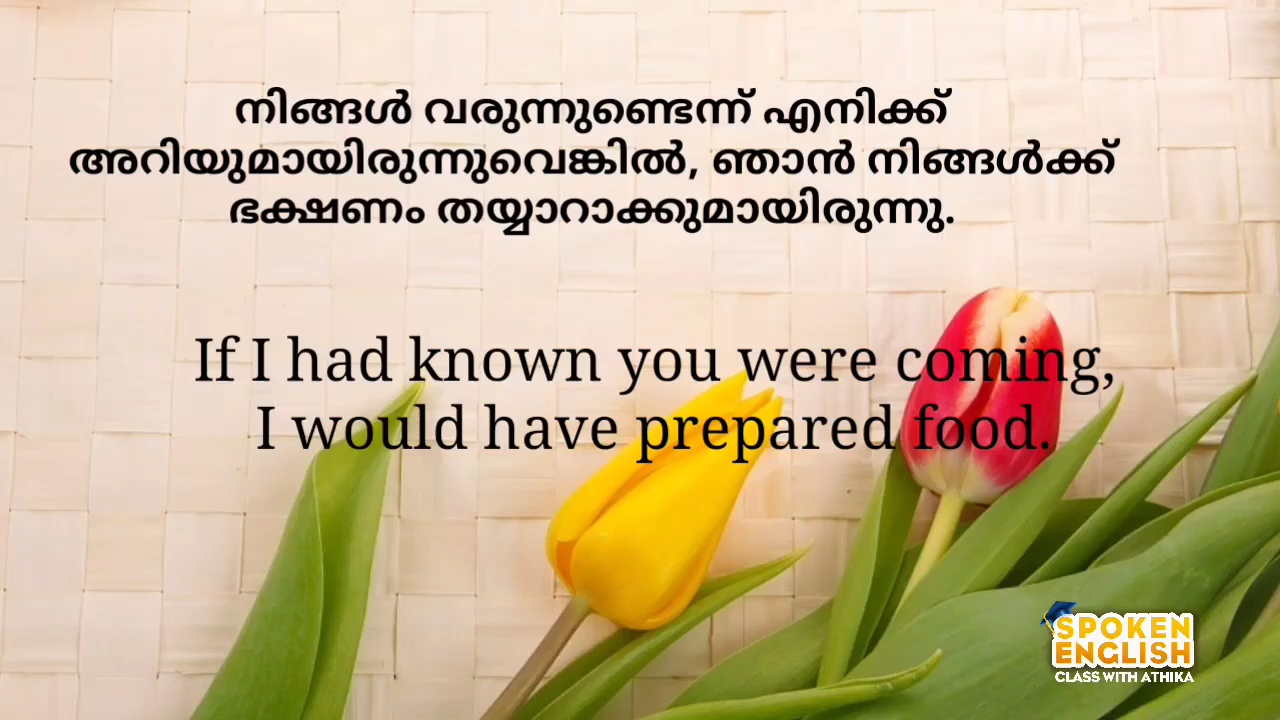 നിങ്ങൾ വരുന്നുണ്ടെന്ന് എനിക്ക്
അറിയുമായിരുന്നുവെങ്കിൽ, ഞാൻ നിങ്ങൾക്ക്
ഭക്ഷണം തയ്യാറാക്കുമായിരുന്നു.
If I had known you were coming,
I would have prepared food.
SPOKEN
ENGLISH
CLASS WITH ATHIKA